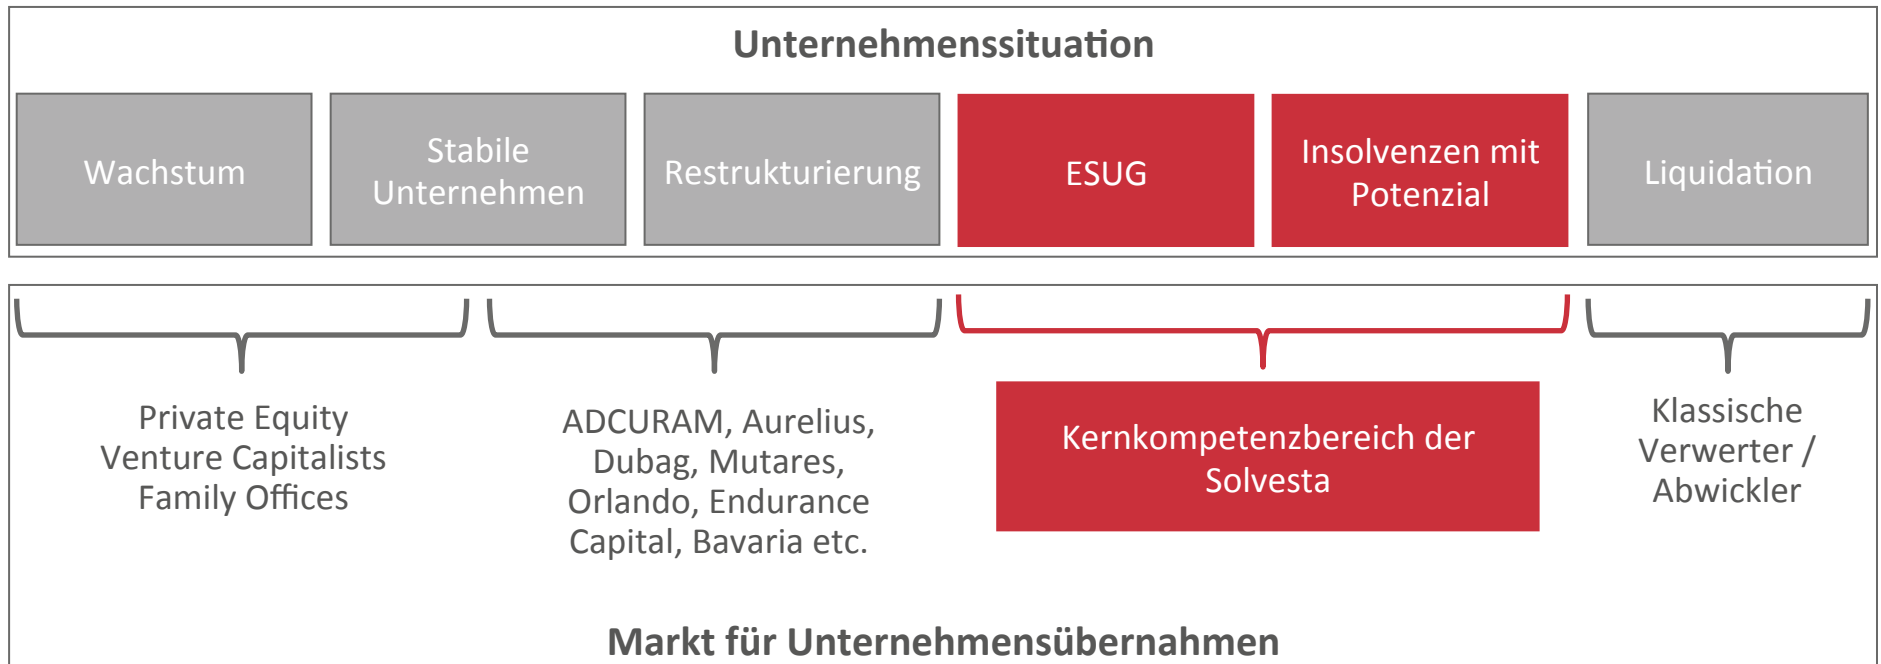 Unternehmenssituation
Wachstum
Stabile
Unternehmen
Restrukturierung
ESUG
Insolvenzen mit
Potenzial
Liquidation
Private Equity
Venture Capitalists
Family Offices
ADCURAM, Aurelius,
Dubag, Mutares,
Orlando, Endurance
Capital, Bavaria etc.
Kernkompetenzbereich der
Solvesta
Klassische
Verwerter /
Abwickler
Markt für Unternehmensübernahmen